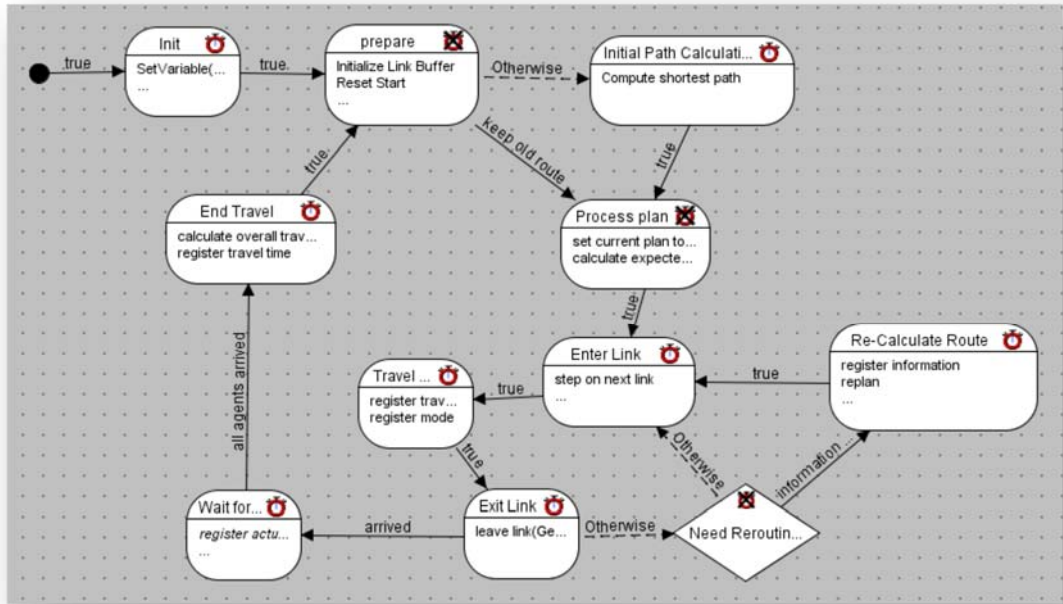 true
Init
SetVariable(...
...
true
prepare
Initialize Link Buffer
Reset Start
...
Otherwise
Initial Path Calculati...
Compute shortest path
keep old route
true
true
End Travel
calculate overall trav...
register travel time
Process plan
set current plan to...
calculate expecte...
true
all agents arrived
Travel ...
register trav...
register mode
true
Enter Link
step on next link
...
true
Re-Calculate Route
register information
replan
...
true
Otherwise
information ...
Wait for...
register actu...
...
arrived
Exit Link
leave link(Ge...
Otherwise
Need Reroutin...